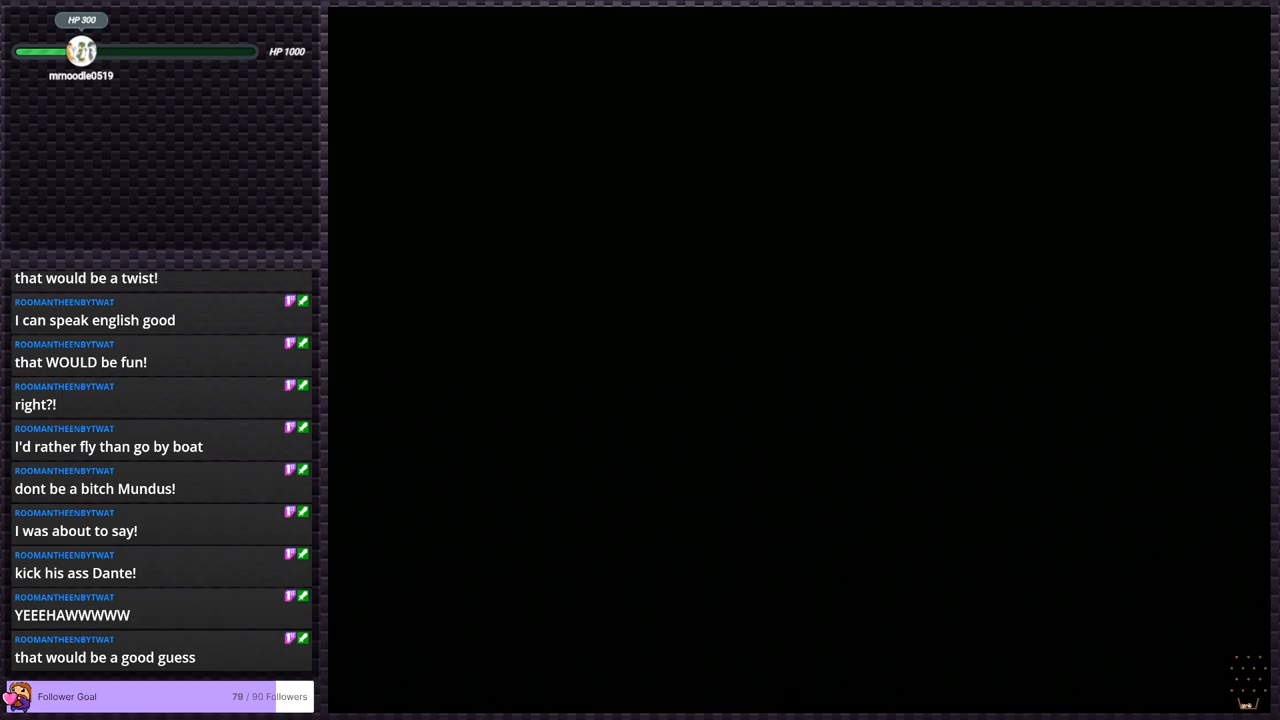 HP 300
HP 1000
mrmoodle0519
that would be a twist!
ROOMANTHEENBYTWAT
I can speak english good
ROOMANTHEENBYTWAT
that WOULD be fun!
ROOMANTHEENBYTWAT
right?!
ROOMANTHEENBYTWAT
I'd rather fly than go by boat
ROOMANTHEENBYTWAT
dont be a bitch Mundus!
ROOMANTHEENBYTWAT
I was about to say!
ROOMANTHEENBYTWAT
kick his ass Dante!
ROOMANTHEENBYTWAT
YEEEHAWWWWW
ROOMANTHEENBYTWAT
that would be a good guess
Follower Goal 79 / 90 Followers